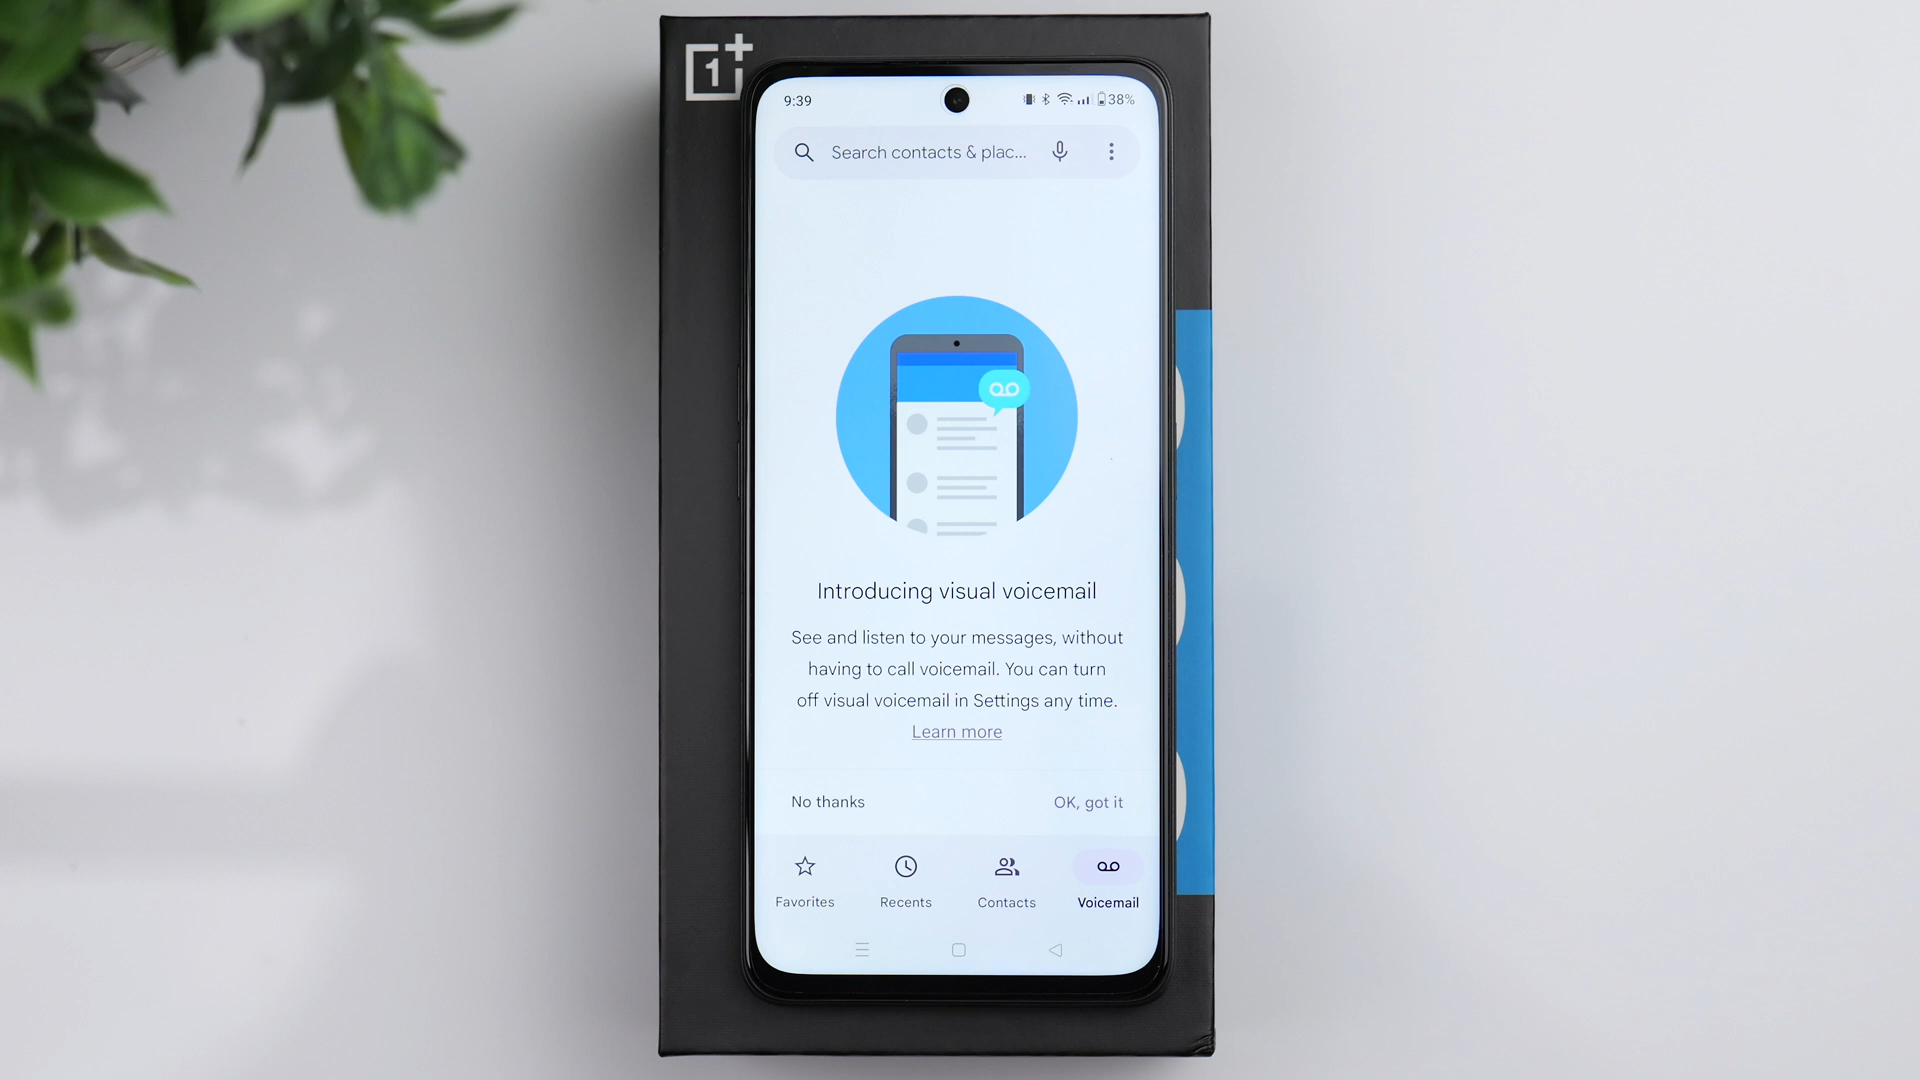 1+
9:39
38%
Search contacts & plac...
Introducing visual voicemail
See and listen to your messages, without
having to call voicemail. You can turn
off visual voicemail in Settings any time.
Learn more
No thanks
OK, got it
Favorites
Recents
Contacts
Voicemail